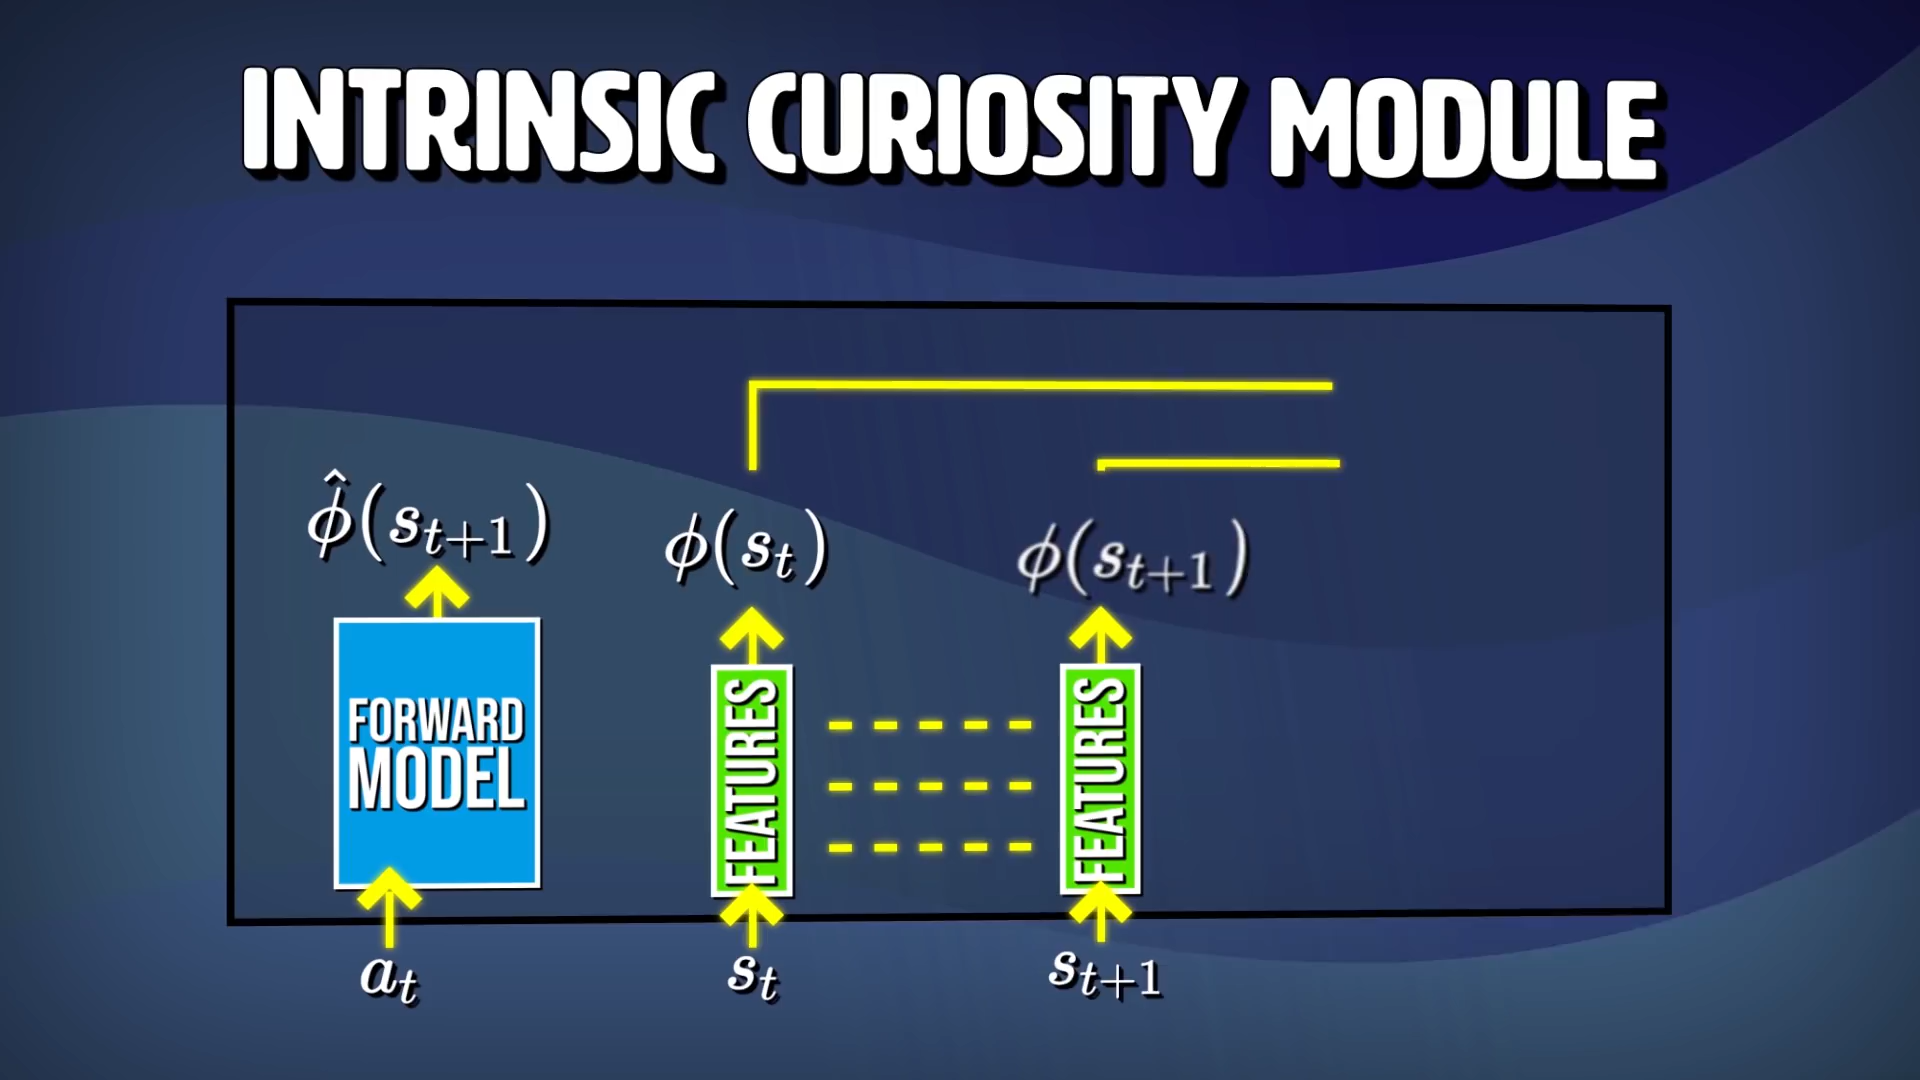 INTRINSIC CURIOSITY MODULE
$\hat{\phi}(s_{t+1})$
$\phi(s_t)$
$\phi(s_{t+1})$
FORWARD
MODEL
FEATURES
FEATURES
$a_t$
$s_t$
$s_{t+1}$